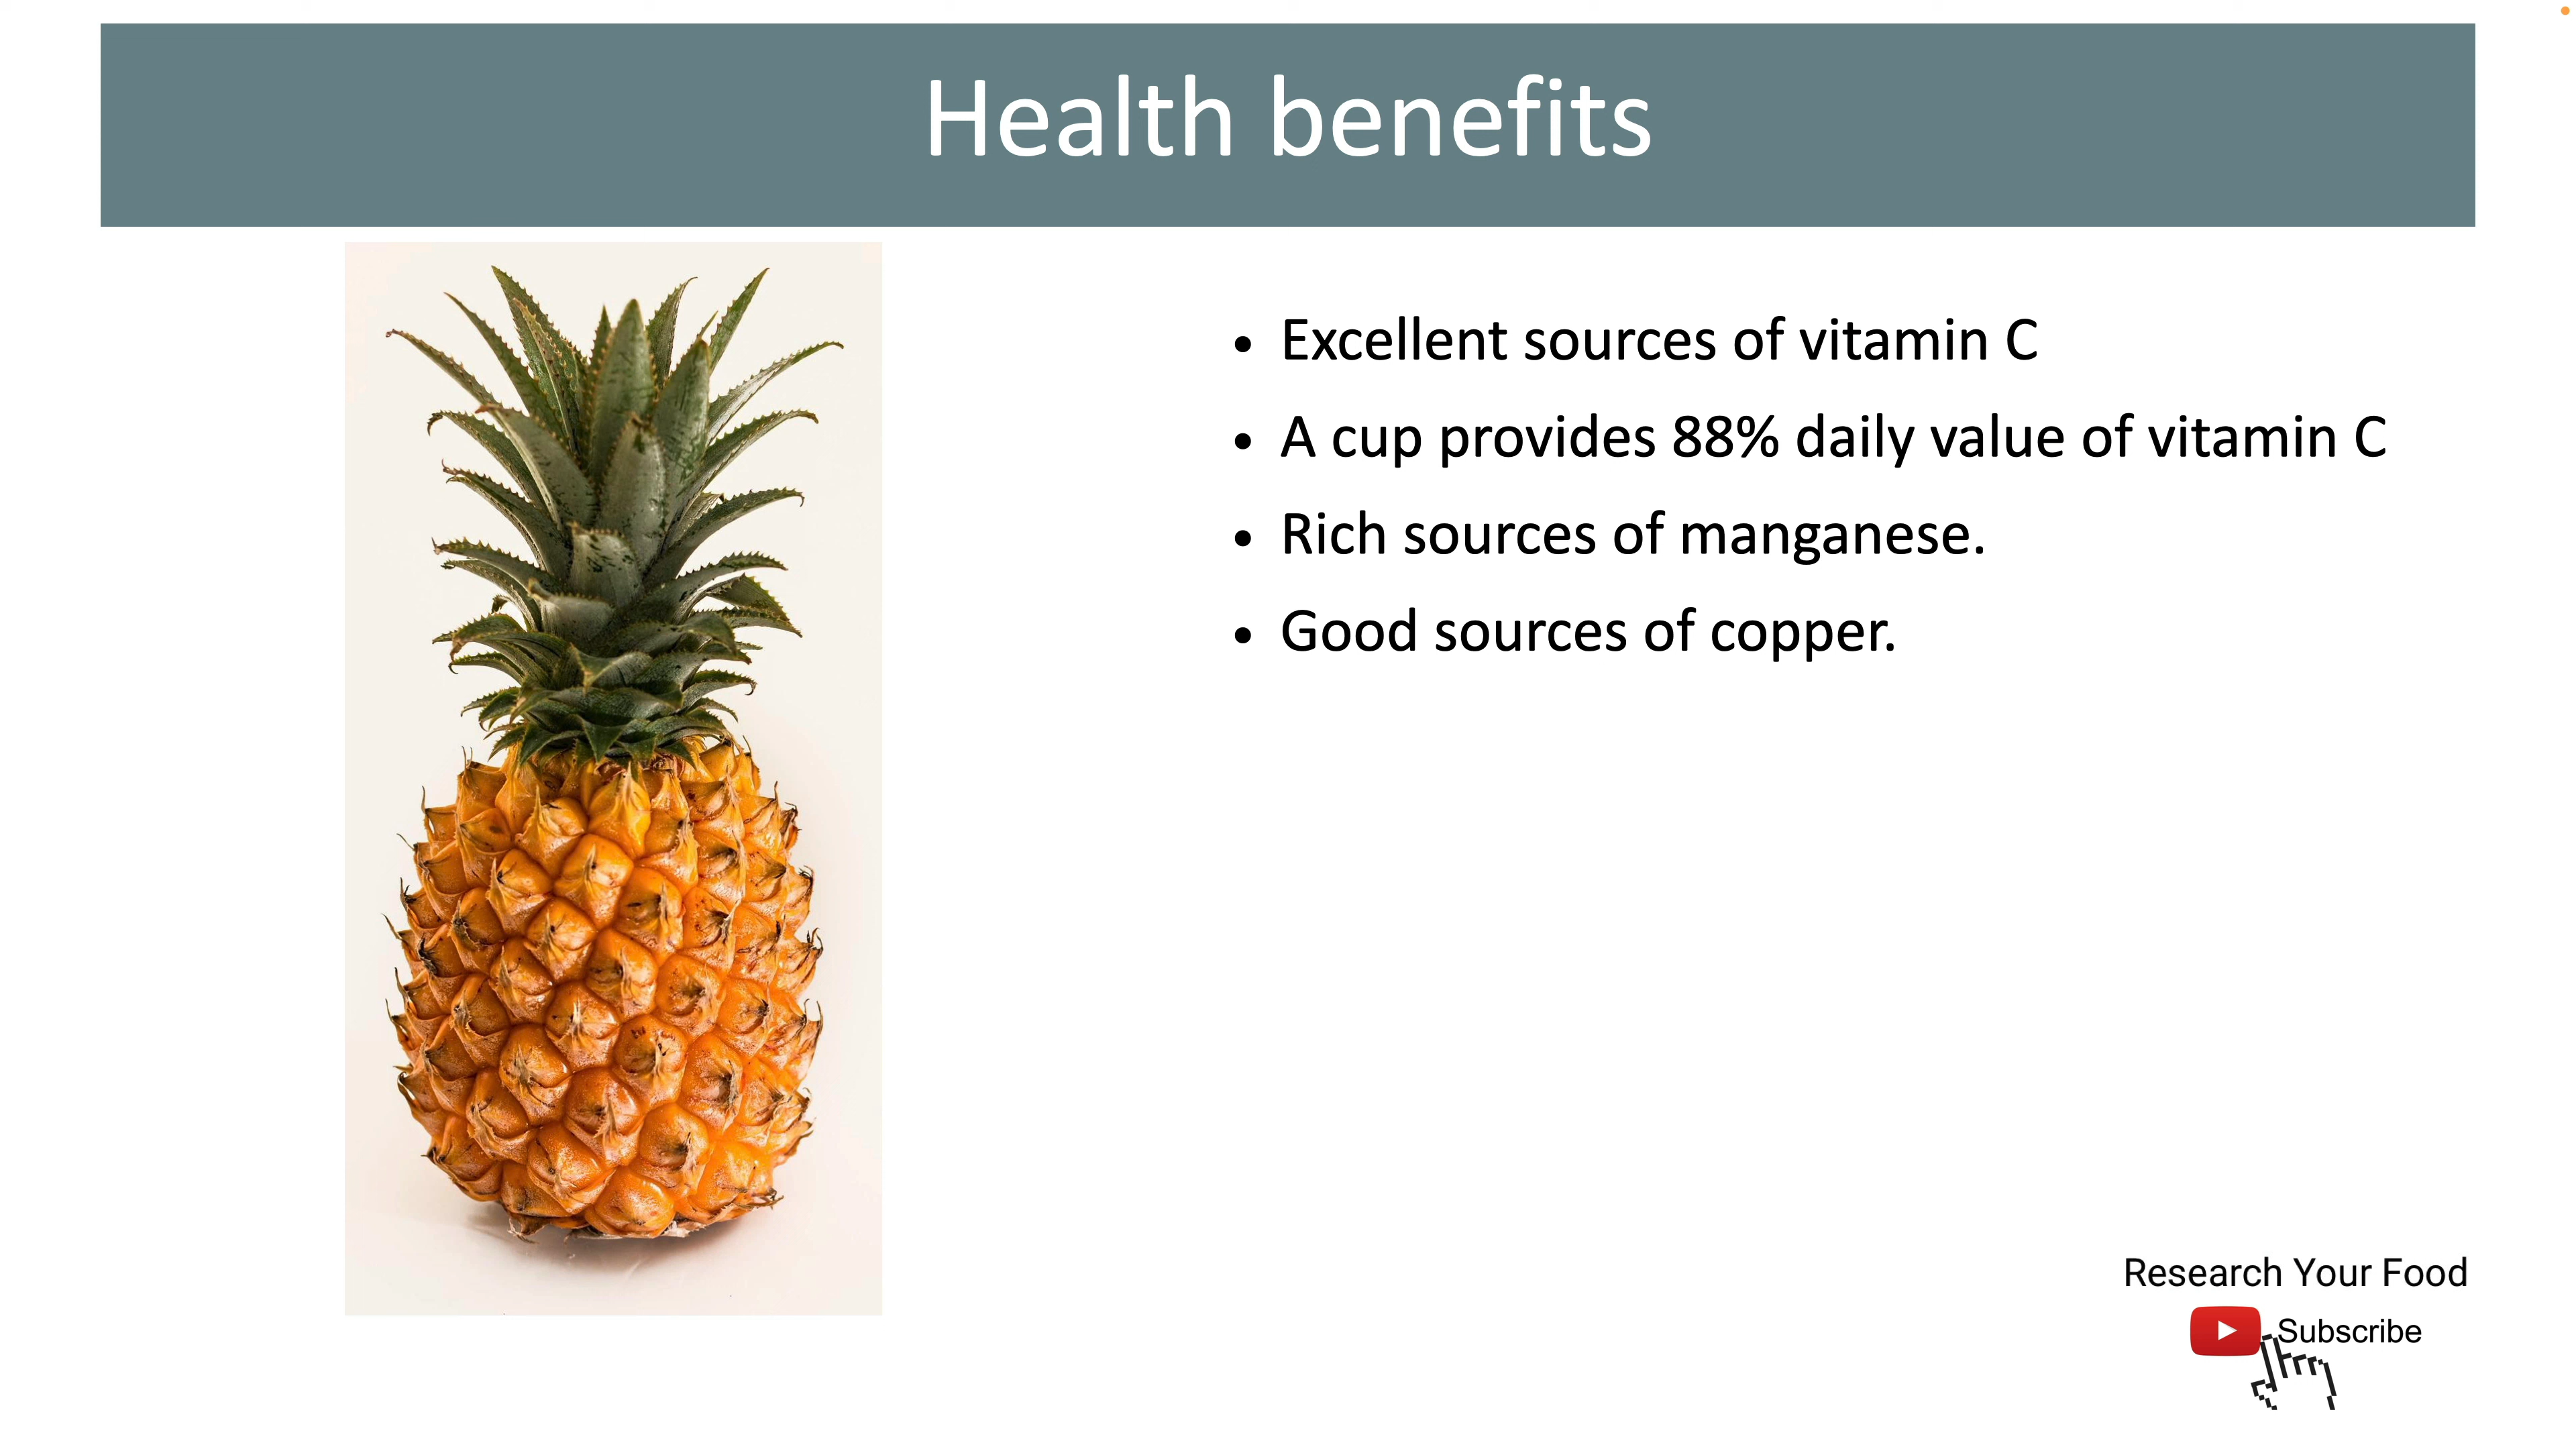 Health benefits
• Excellent sources of vitamin C
• A cup provides 88% daily value of vitamin C
• Rich sources of manganese.
• Good sources of copper.
Research Your Food
Subscribe